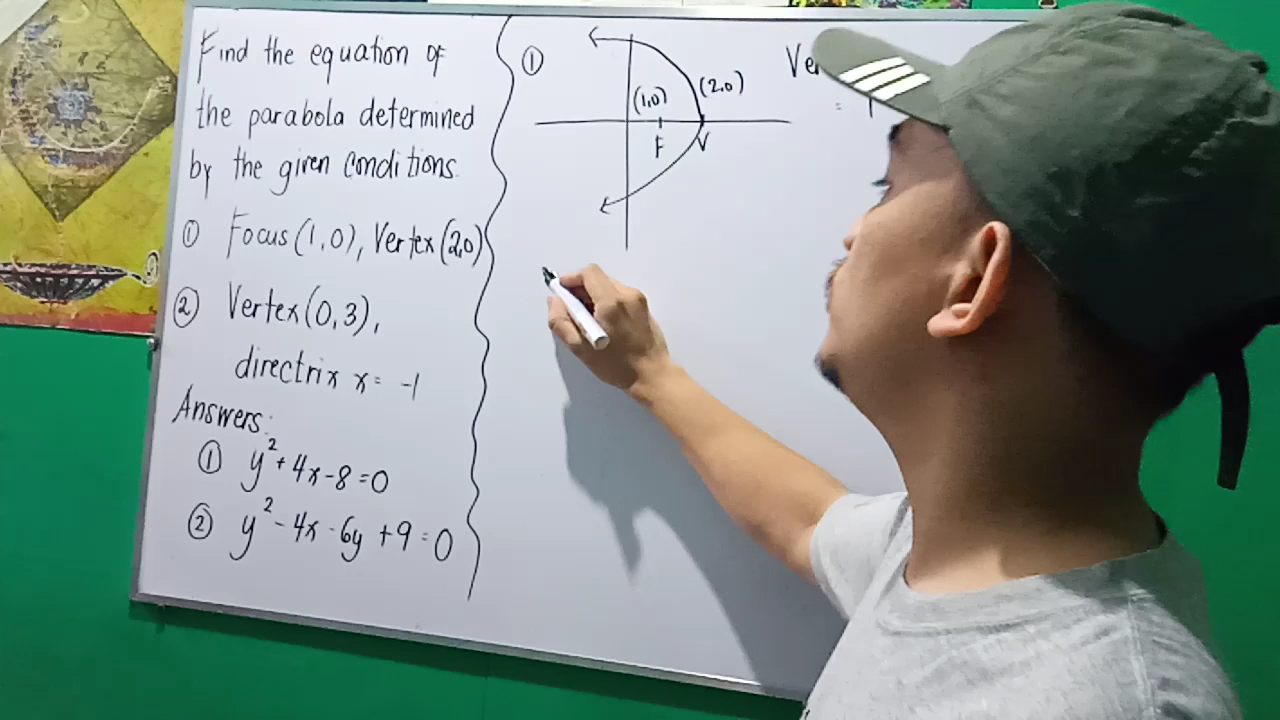 Find the equation of
the parabola determined
by the given conditions.
① Focus (1,0), Vertex (2,0)
② Vertex (0,3),
directrix x = -1
Answers:
① y² + 4x - 8 = 0
② y² - 4x - 6y + 9 = 0
①
(1,0)
(2,0)
F
V